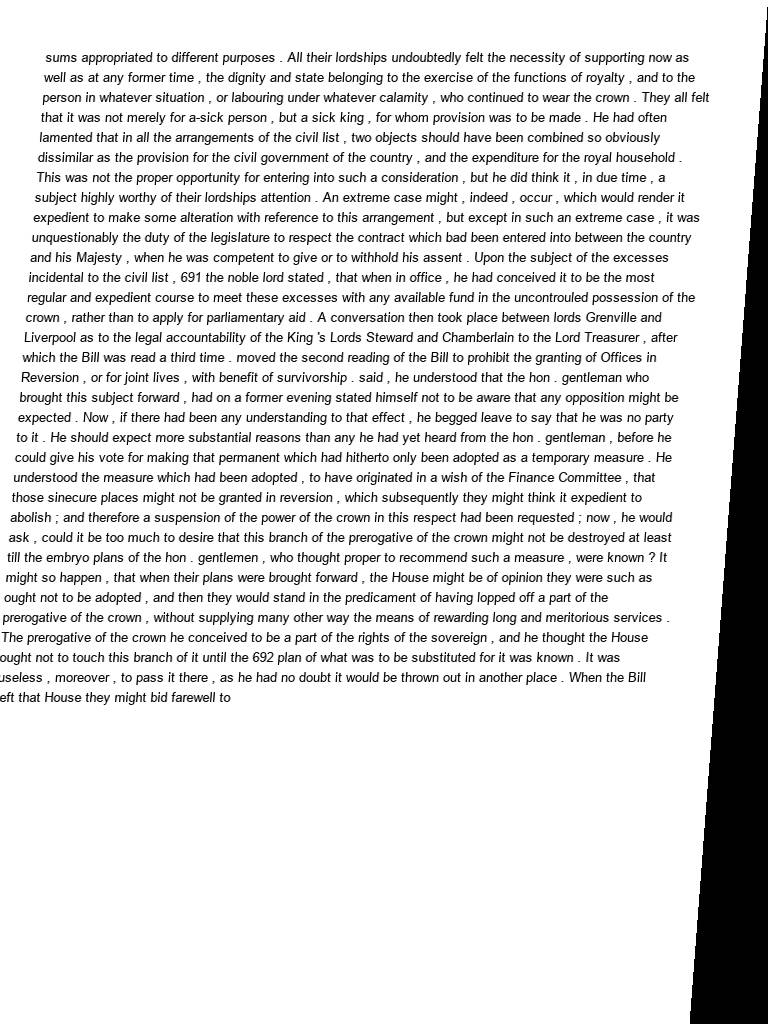 sums appropriated to different purposes . All their lordships undoubtedly felt the necessity of supporting now as
well as at any former time , the dignity and state belonging to the exercise of the functions of royalty , and to the
person in whatever situation , or labouring under whatever calamity , who continued to wear the crown . They all felt
that it was not merely for a-sick person , but a sick king , for whom provision was to be made . He had often
lamented that in all the arrangements of the civil list , two objects should have been combined so obviously
dissimilar as the provision for the civil government of the country , and the expenditure for the royal household .
This was not the proper opportunity for entering into such a consideration , but he did think it , in due time , a
subject highly worthy of their lordships attention . An extreme case might , indeed , occur , which would render it
expedient to make some alteration with reference to this arrangement , but except in such an extreme case , it was
unquestionably the duty of the legislature to respect the contract which bad been entered into between the country
and his Majesty , when he was competent to give or to withhold his assent . Upon the subject of the excesses
incidental to the civil list , 691 the noble lord stated , that when in office , he had conceived it to be the most
regular and expedient course to meet these excesses with any available fund in the uncontrouled possession of the
crown , rather than to apply for parliamentary aid . A conversation then took place between lords Grenville and
Liverpool as to the legal accountability of the King 's Lords Steward and Chamberlain to the Lord Treasurer , after
which the Bill was read a third time . moved the second reading of the Bill to prohibit the granting of Offices in
Reversion , or for joint lives , with benefit of survivorship . said , he understood that the hon . gentleman who
brought this subject forward , had on a former evening stated himself not to be aware that any opposition might be
expected . Now , if there had been any understanding to that effect , he begged leave to say that he was no party
to it . He should expect more substantial reasons than any he had yet heard from the hon . gentleman , before he
could give his vote for making that permanent which had hitherto only been adopted as a temporary measure . He
understood the measure which had been adopted , to have originated in a wish of the Finance Committee , that
those sinecure places might not be granted in reversion , which subsequently they might think it expedient to
abolish ; and therefore a suspension of the power of the crown in this respect had been requested ; now , he would
ask , could it be too much to desire that this branch of the prerogative of the crown might not be destroyed at least
till the embryo plans of the hon . gentlemen , who thought proper to recommend such a measure , were known ? It
might so happen , that when their plans were brought forward , the House might be of opinion they were such as
ought not to be adopted , and then they would stand in the predicament of having lopped off a part of the
prerogative of the crown , without supplying many other way the means of rewarding long and meritorious services .
The prerogative of the crown he conceived to be a part of the rights of the sovereign , and he thought the House
ought not to touch this branch of it until the 692 plan of what was to be substituted for it was known . It was
useless , moreover , to pass it there , as he had no doubt it would be thrown out in another place . When the Bill
eft that House they might bid farewell to